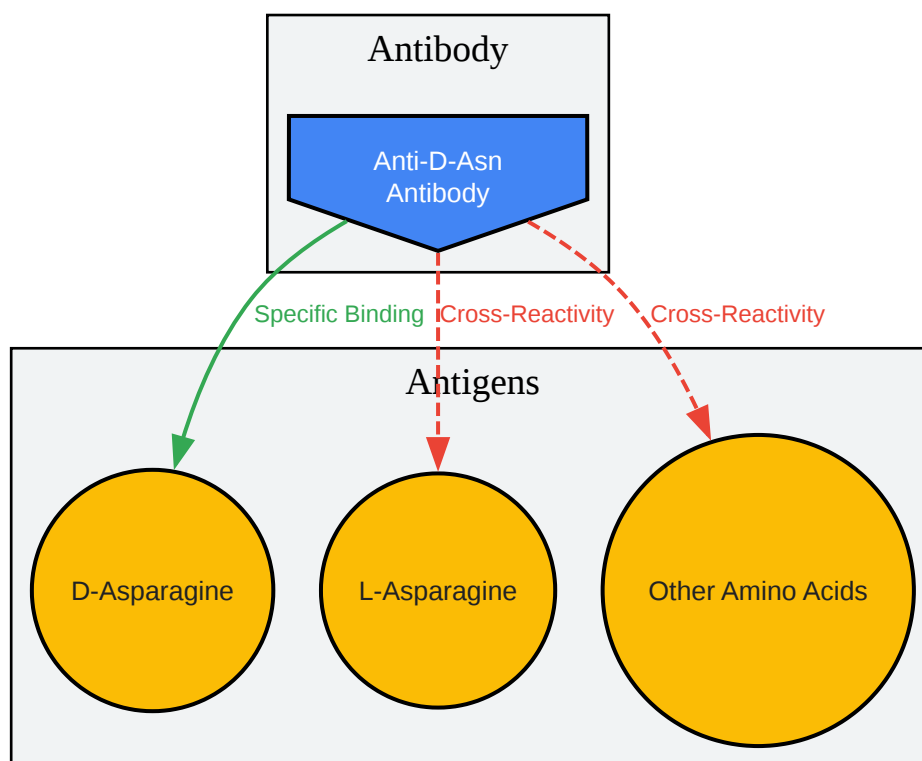 Antibody
Anti-D-Asn
Antibody
Specific Binding
Cross-Reactivity
Cross-Reactivity
Antigens
D-Asparagine
L-Asparagine
Other Amino Acids